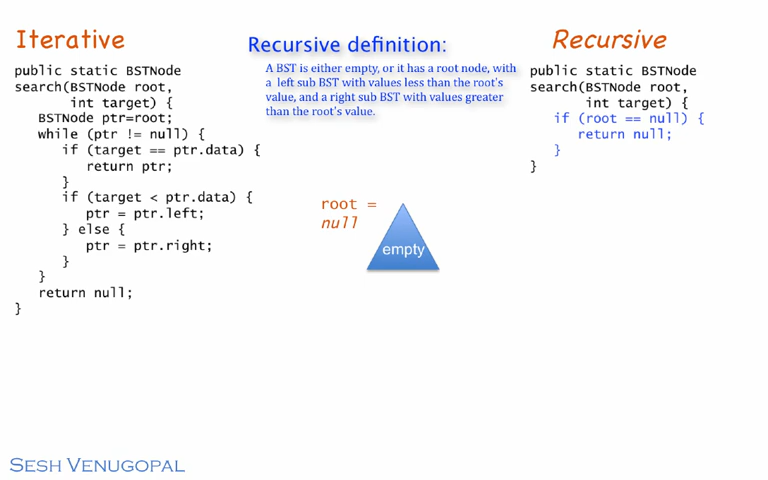 Iterative
public static BSTNode
search(BSTNode root,
       int target) {
   BSTNode ptr=root;
   while (ptr != null) {
      if (target == ptr.data) {
         return ptr;
      }
      if (target < ptr.data) {
         ptr = ptr.left;
      } else {
         ptr = ptr.right;
      }
   }
   return null;
}
Recursive definition:
A BST is either empty, or it has a root node, with
a left sub BST with values less than the root's
value, and a right sub BST with values greater
than the root's value.
root =
null
empty
Recursive
public static BSTNode
search(BSTNode root,
       int target) {
   if (root == null) {
      return null;
   }
}
SESH VENUGOPAL